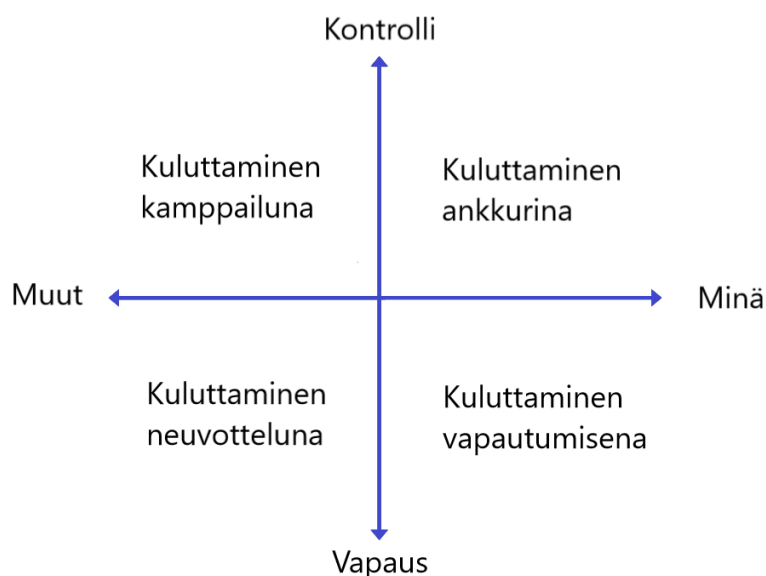 Kontrolli
Kuluttaminen
kamppailuna
Kuluttaminen
ankkurina
Muut
Minä
Kuluttaminen
neuvotteluna
Kuluttaminen
vapautumisena
Vapaus